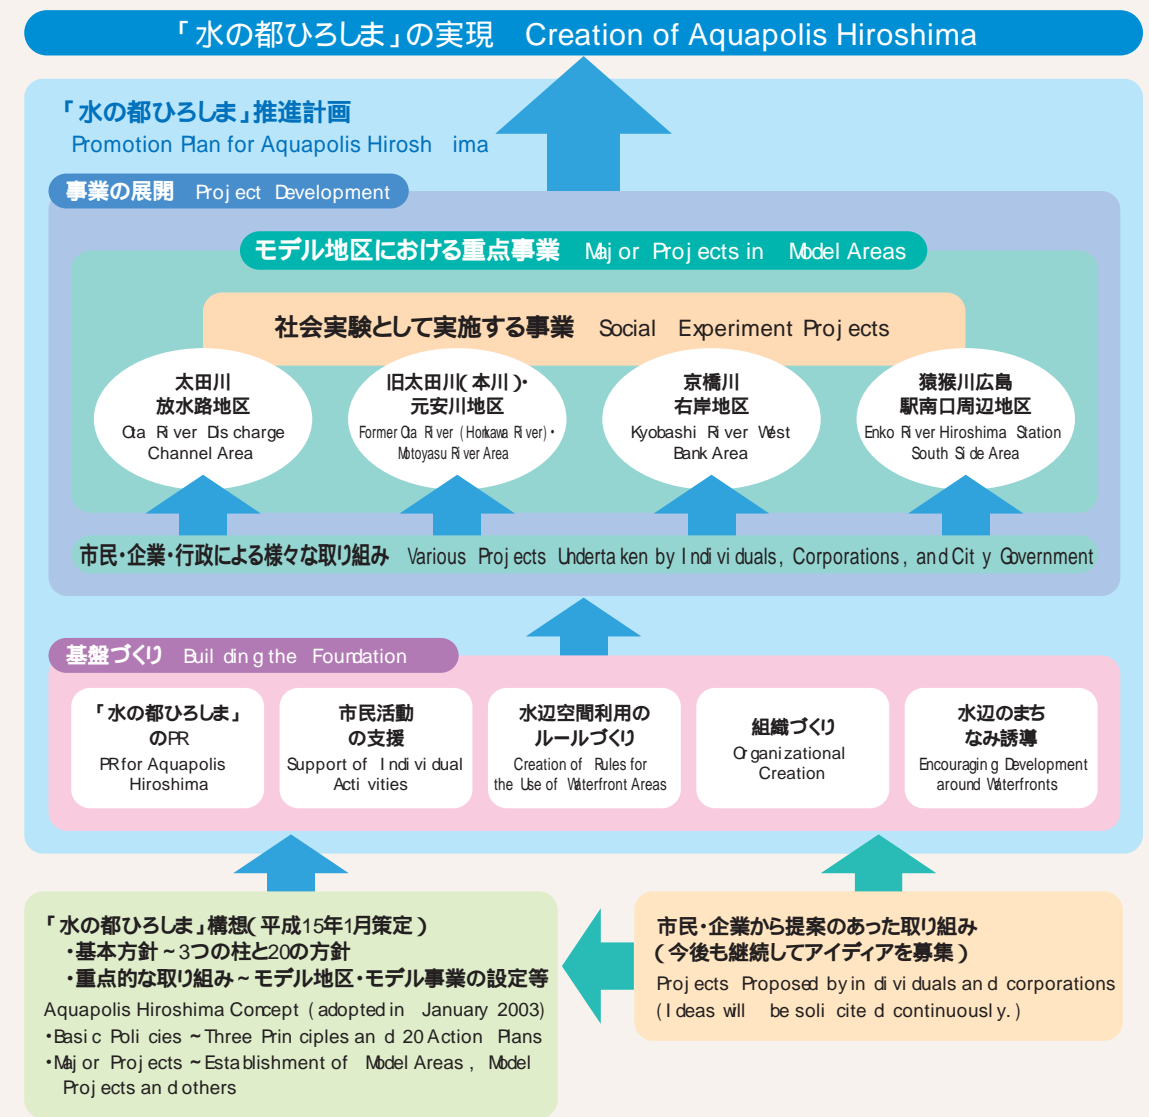 「水の都ひろしま」の実現 Creation of Aquapolis Hiroshima
「水の都ひろしま」推進計画
Promotion Plan for Aquapolis Hiroshima
事業の展開 Project Development
モデル地区における重点事業 Major Projects in Model Areas
社会実験として実施する事業 Social Experiment Projects
太田川
放水路地区
Ota River Discharge
Channel Area
旧太田川(本川)・
元安川地区
Former Ota River (Honkawa River)・
Motoyasu River Area
京橋川
右岸地区
Kyobashi River West
Bank Area
猿猴川広島
駅南口周辺地区
Enko River Hiroshima Station
South Side Area
市民・企業・行政による様々な取り組み Various Projects Undertaken by Individuals, Corporations, and City Government
基盤づくり Building the Foundation
「水の都ひろしま」
のPR
PR for Aquapolis
Hiroshima
市民活動
の支援
Support of Individual
Activities
水辺空間利用の
ルールづくり
Creation of Rules for
the Use of Waterfront Areas
組織づくり
Organizational
Creation
水辺のまち
なみ誘導
Encouraging Development
around Waterfronts
「水の都ひろしま」構想(平成15年1月策定)
・基本方針~3つの柱と20の方針
・重点的な取り組み~モデル地区・モデル事業の設定等
Aquapolis Hiroshima Concept (adopted in January 2003)
・Basic Policies ~ Three Principles and 20 Action Plans
・Major Projects ~ Establishment of Model Areas, Model
Projects and others
市民・企業から提案のあった取り組み
(今後も継続してアイディアを募集)
Projects Proposed by individuals and corporations
(Ideas will be solicited continuously.)